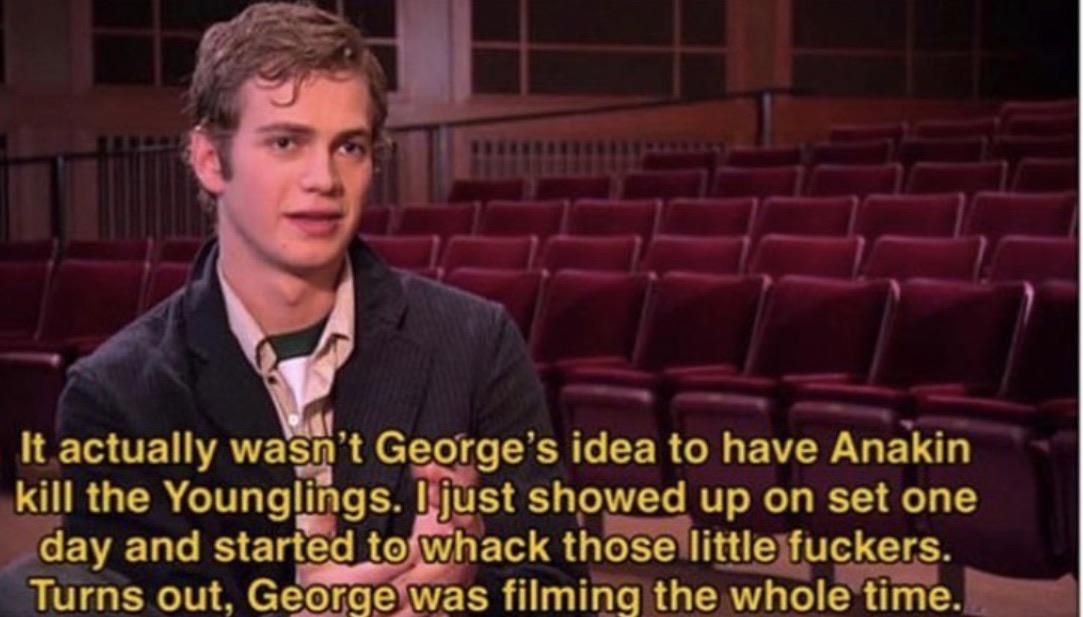 It actually wasn't George's idea to have Anakin
kill the Younglings. I just showed up on set one
day and started to whack those little fuckers.
Turns out, George was filming the whole time.